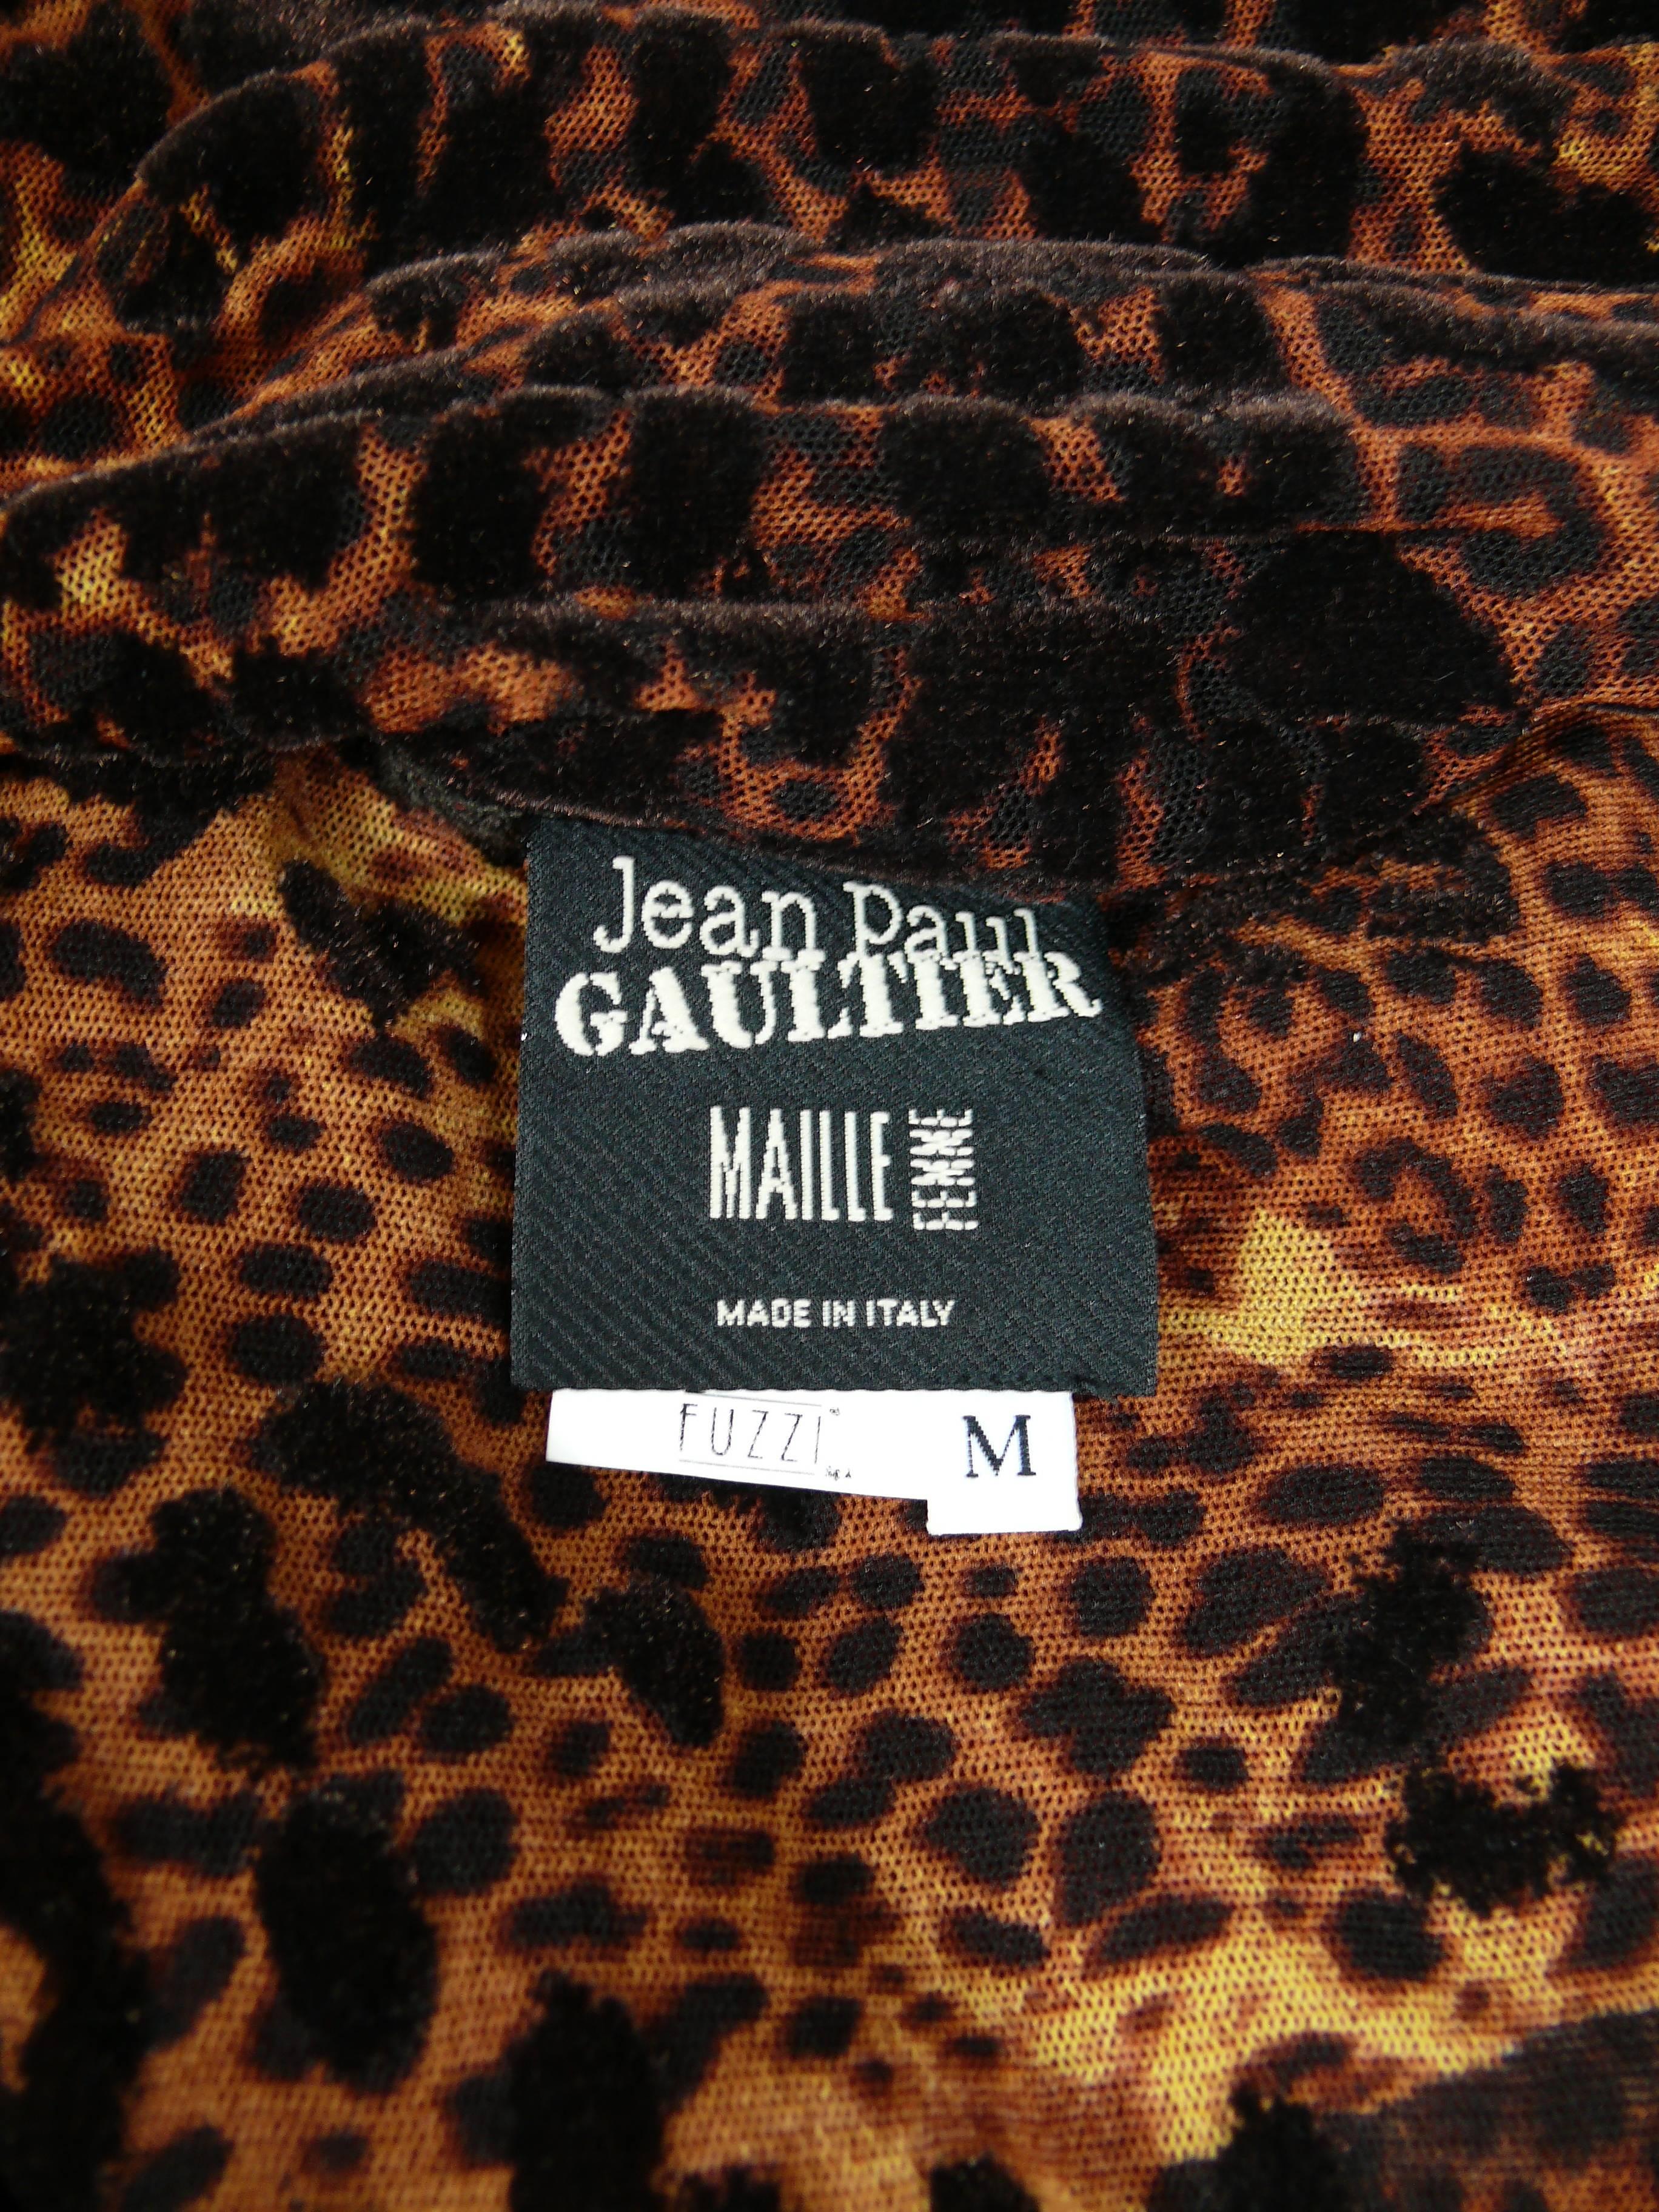 Jean Paul
GAULTIER
MAILLE FEMME
MADE IN ITALY
FUZZI M